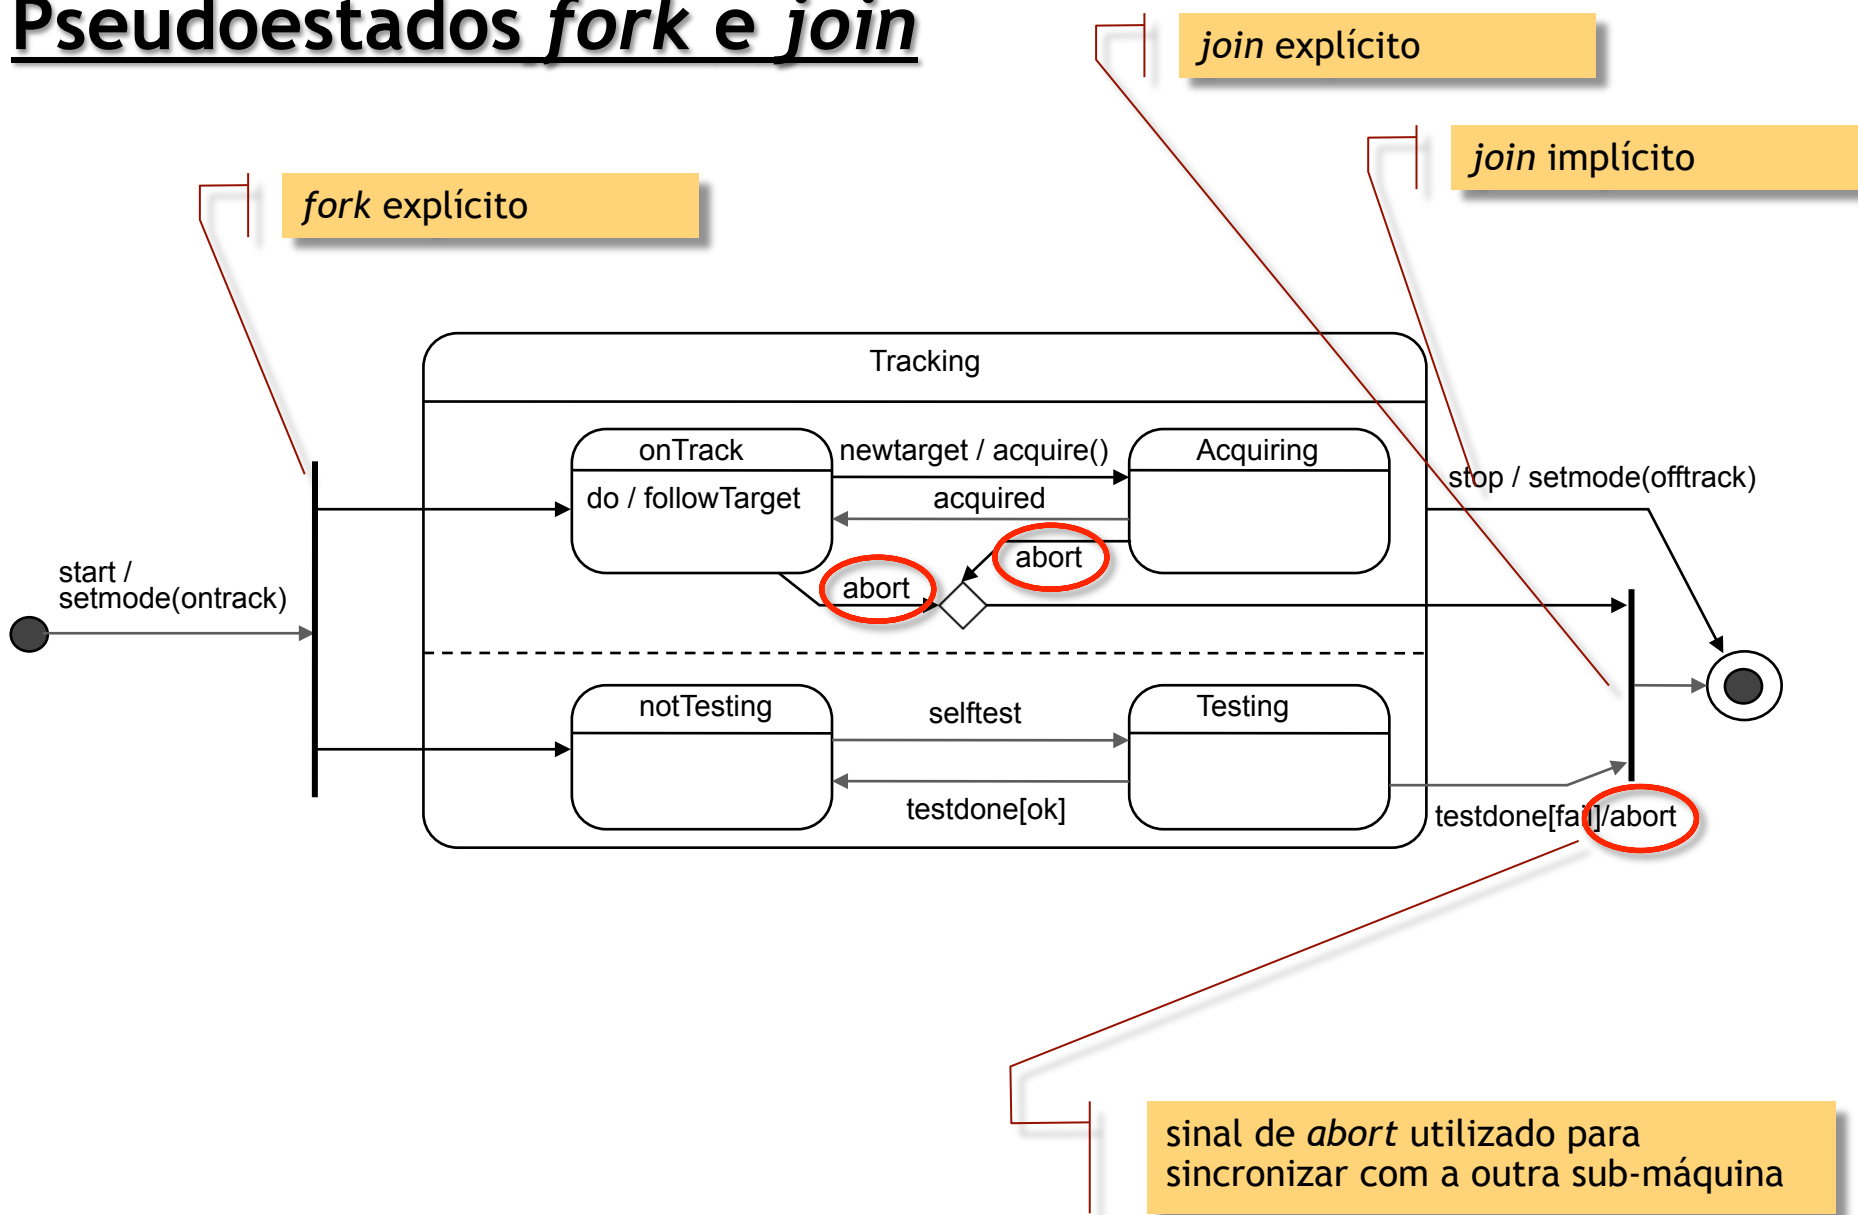 Pseudoestados fork e join
join explícito
join implícito
fork explícito
Tracking
onTrack
newtarget / acquire()
Acquiring
do / followTarget
acquired
stop / setmode(offtrack)
abort
abort
start /
setmode(ontrack)
notTesting
selftest
Testing
testdone[ok]
testdone[fail]/abort
sinal de abort utilizado para
sincronizar com a outra sub-máquina